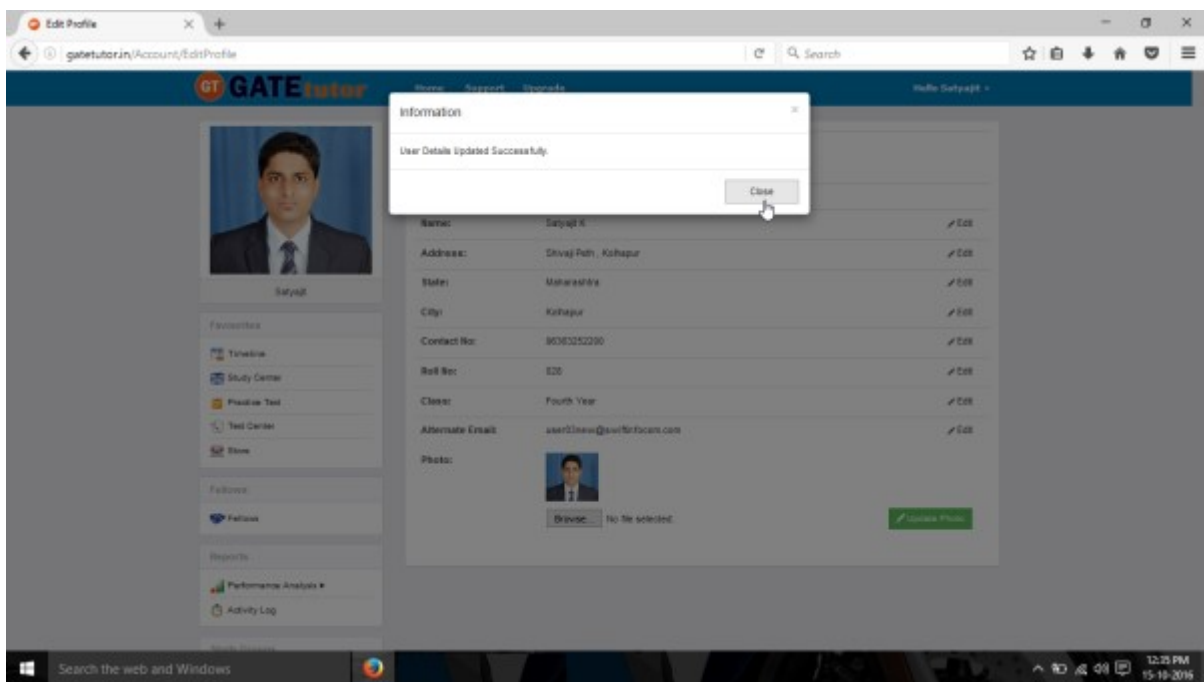 Edit Profile
gatetutor.in/Account/EditProfile
Search
GT GATEtutor
Home Support Upgrade
Hello Satyajit
Information
×
User Details Updated Successfully.
Close
Satyajit
Favourites
Timeline
Study Center
Practice Test
Test Center
Store
Fellows
Fellows
Reports
Performance Analysis
Activity Log
Name: Satyajit K Edit
Address: Shivaji Peth, Kolhapur Edit
State: Maharashtra Edit
City: Kolhapur Edit
Contact No: Edit
Roll No: Edit
Class: Fourth Year Edit
Alternate Email: Edit
Photo:
Browse... No file selected.
Update Photo
Search the web and Windows
12:35 PM
15-10-2016